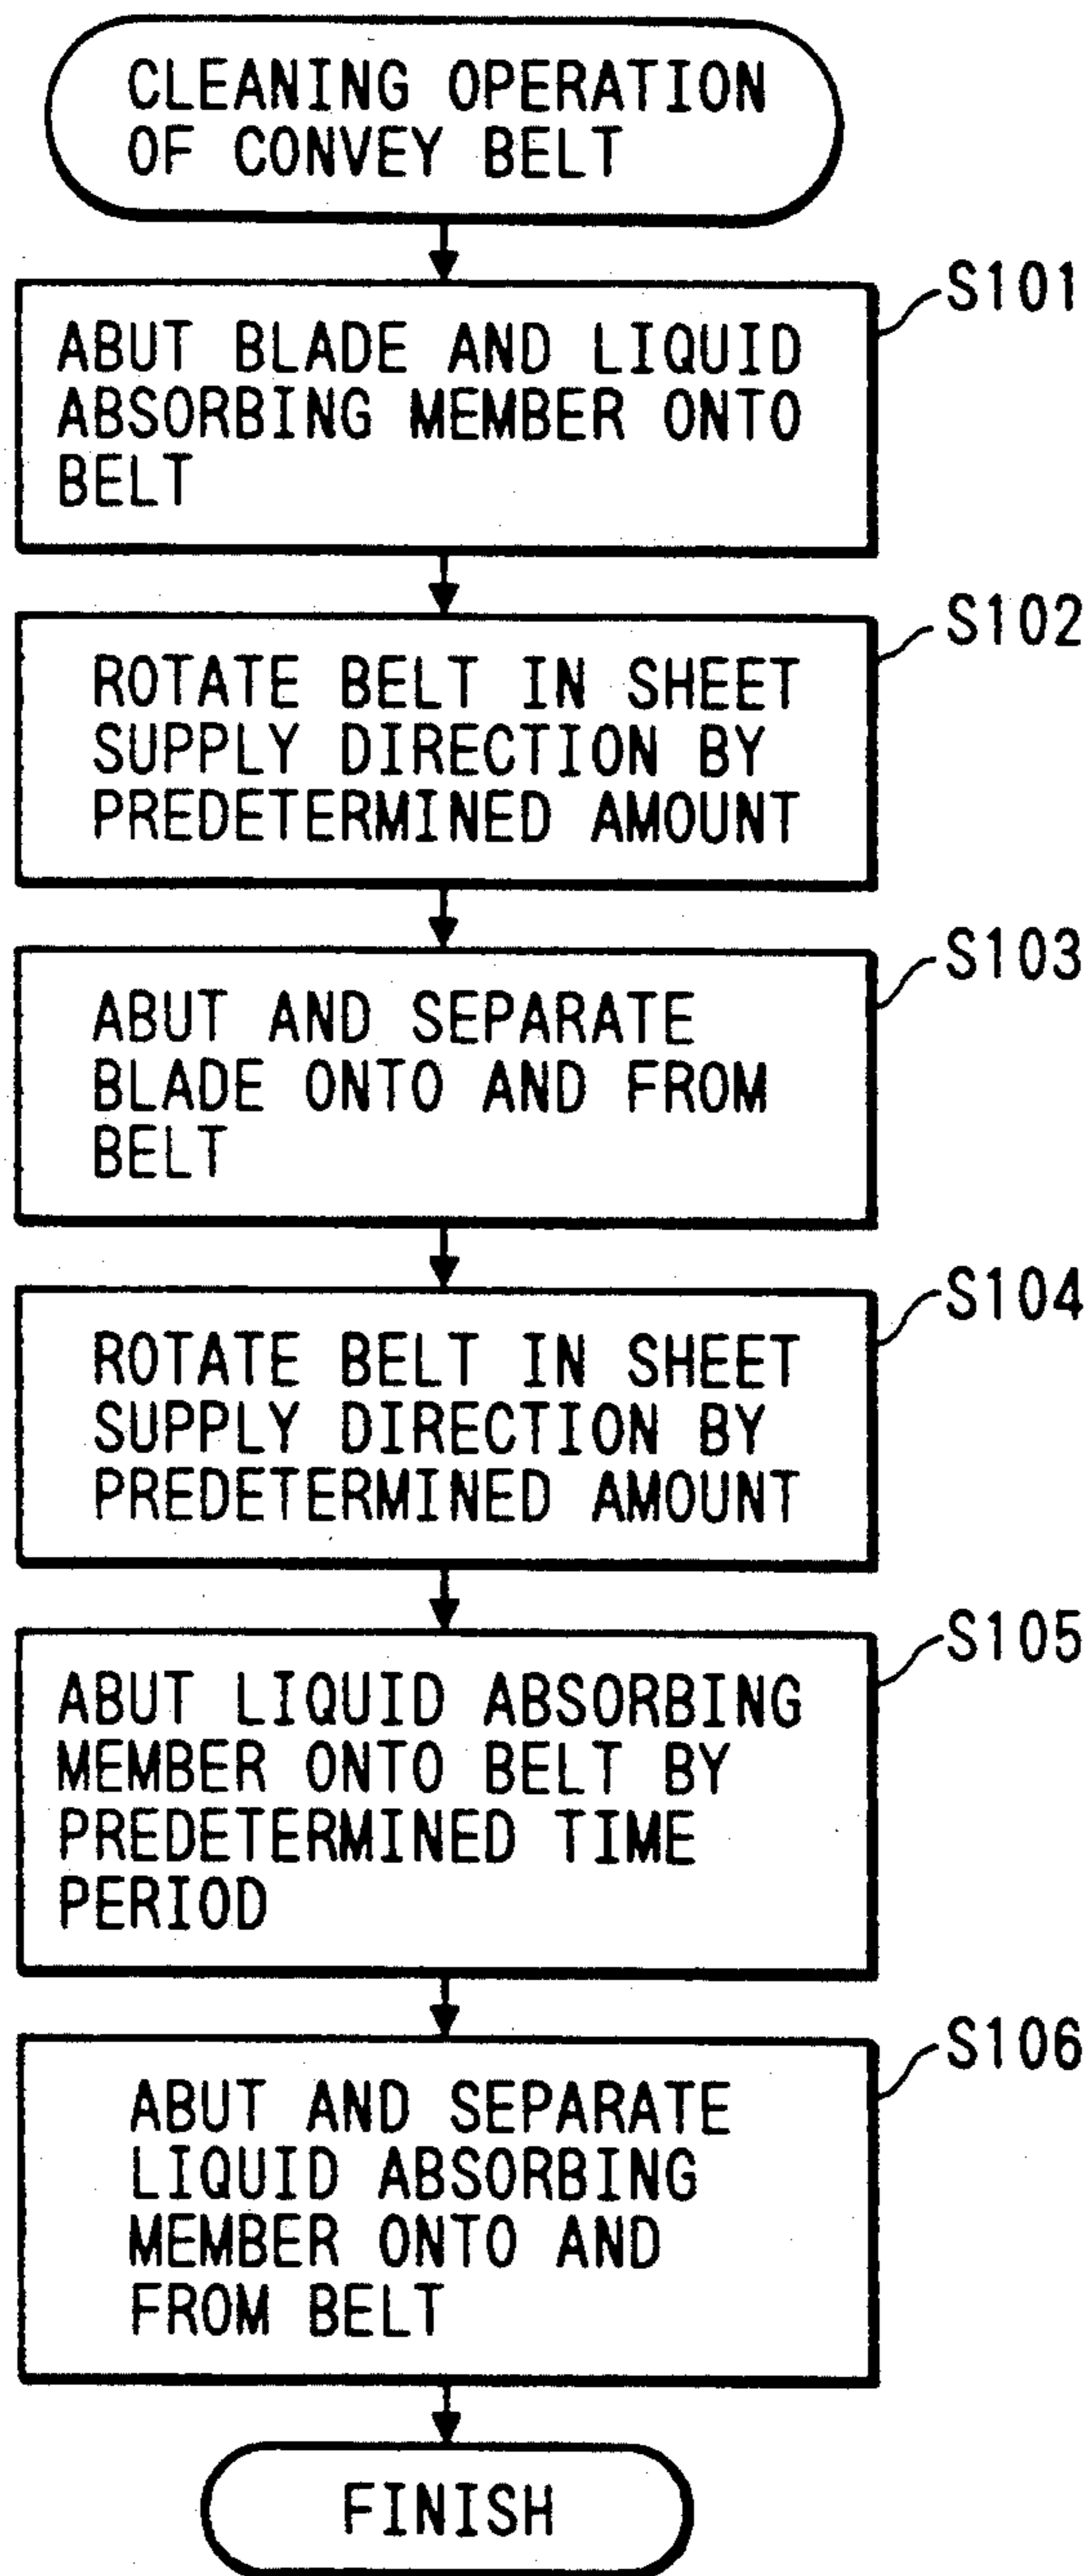 CLEANING OPERATION
OF CONVEY BELT
S101
ABUT BLADE AND LIQUID
ABSORBING MEMBER ONTO
BELT
S102
ROTATE BELT IN SHEET
SUPPLY DIRECTION BY
PREDETERMINED AMOUNT
S103
ABUT AND SEPARATE
BLADE ONTO AND FROM
BELT
S104
ROTATE BELT IN SHEET
SUPPLY DIRECTION BY
PREDETERMINED AMOUNT
S105
ABUT LIQUID ABSORBING
MEMBER ONTO BELT BY
PREDETERMINED TIME
PERIOD
S106
ABUT AND SEPARATE
LIQUID ABSORBING
MEMBER ONTO AND
FROM BELT
FINISH